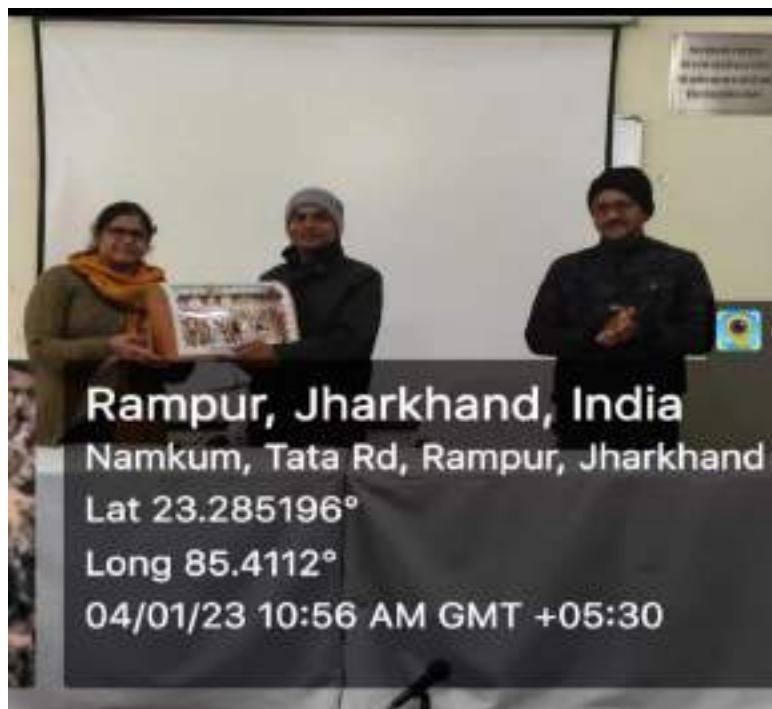 Rampur, Jharkhand, India
Namkum, Tata Rd, Rampur, Jharkhand
Lat 23.285196°
Long 85.4112°
04/01/23 10:56 AM GMT +05:30